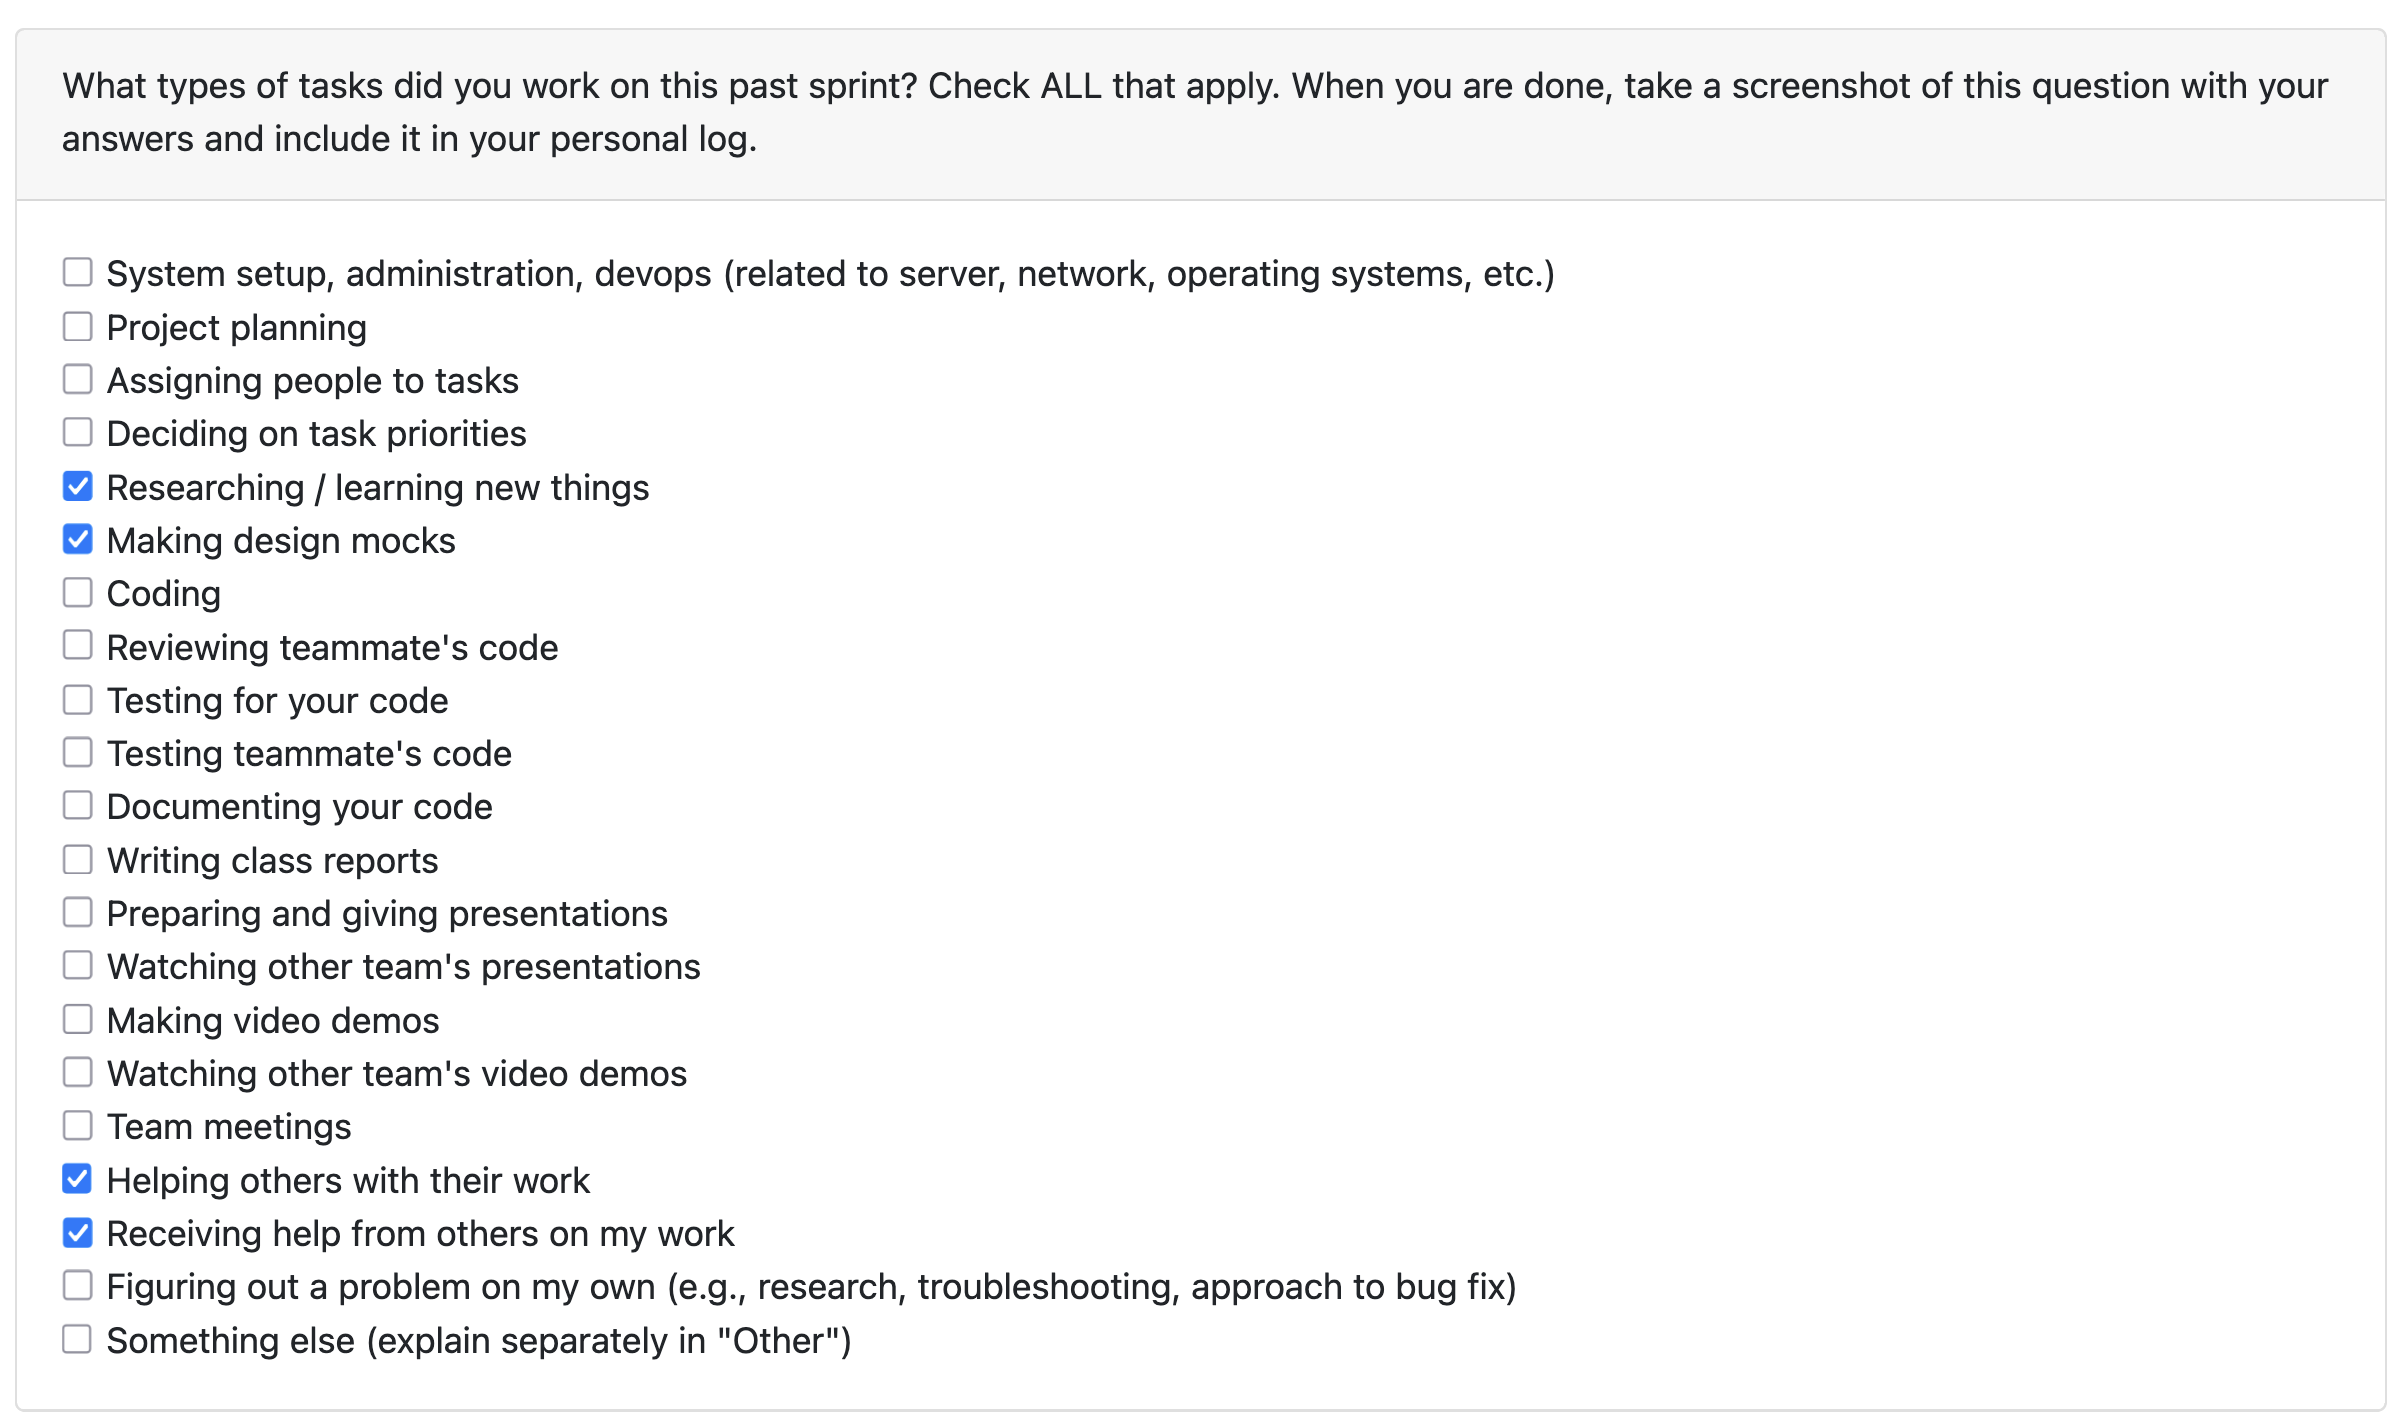 What types of tasks did you work on this past sprint? Check ALL that apply. When you are done, take a screenshot of this question with your
answers and include it in your personal log.
System setup, administration, devops (related to server, network, operating systems, etc.)
Project planning
Assigning people to tasks
Deciding on task priorities
Researching / learning new things
Making design mocks
Coding
Reviewing teammate's code
Testing for your code
Testing teammate's code
Documenting your code
Writing class reports
Preparing and giving presentations
Watching other team's presentations
Making video demos
Watching other team's video demos
Team meetings
Helping others with their work
Receiving help from others on my work
Figuring out a problem on my own (e.g., research, troubleshooting, approach to bug fix)
Something else (explain separately in "Other")